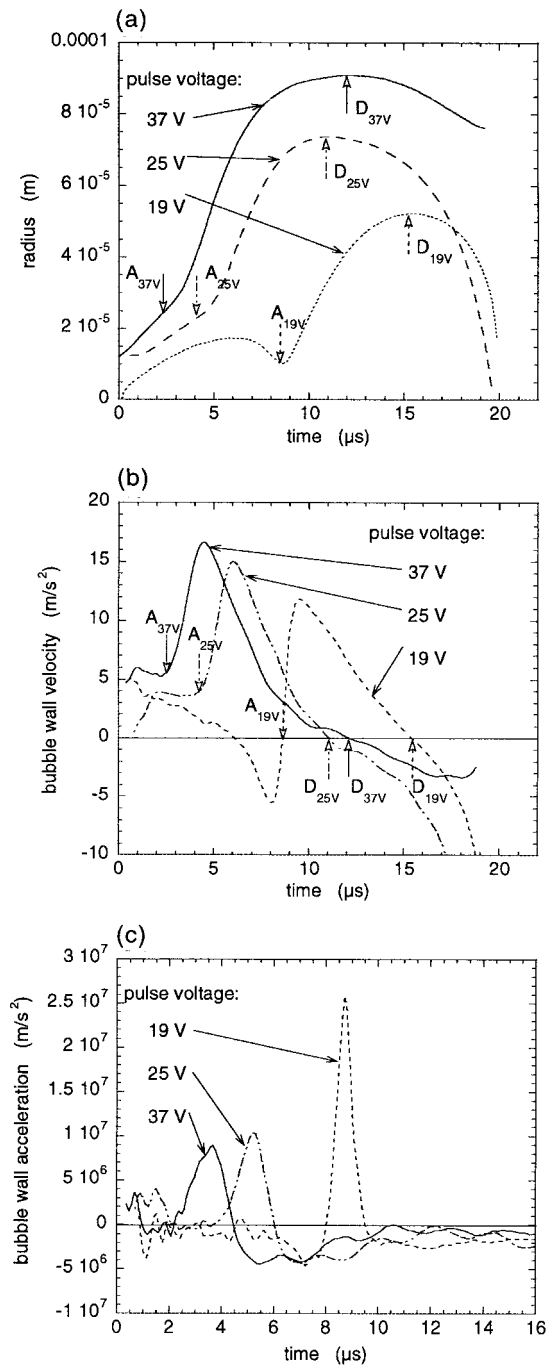 (a)
0.0001
pulse voltage:
8 10⁻⁵
37 V
D37V
25 V
6 10⁻⁵
D25V
19 V
radius (m)
4 10⁻⁵
D19V
A37V
A25V
A19V
2 10⁻⁵
0
0 5 10 15 20
time (µs)
(b)
20
pulse voltage:
15
37 V
25 V
10
19 V
A37V
A25V
5
A19V
0
D25V D37V D19V
-5
-10
bubble wall velocity (m/s²)
0 5 10 15 20
time (µs)
(c)
3 10⁷
pulse voltage:
2.5 10⁷
19 V
2 10⁷
25 V
1.5 10⁷
37 V
1 10⁷
5 10⁶
0
-5 10⁶
-1 10⁷
bubble wall acceleration (m/s²)
0 2 4 6 8 10 12 14 16
time (µs)